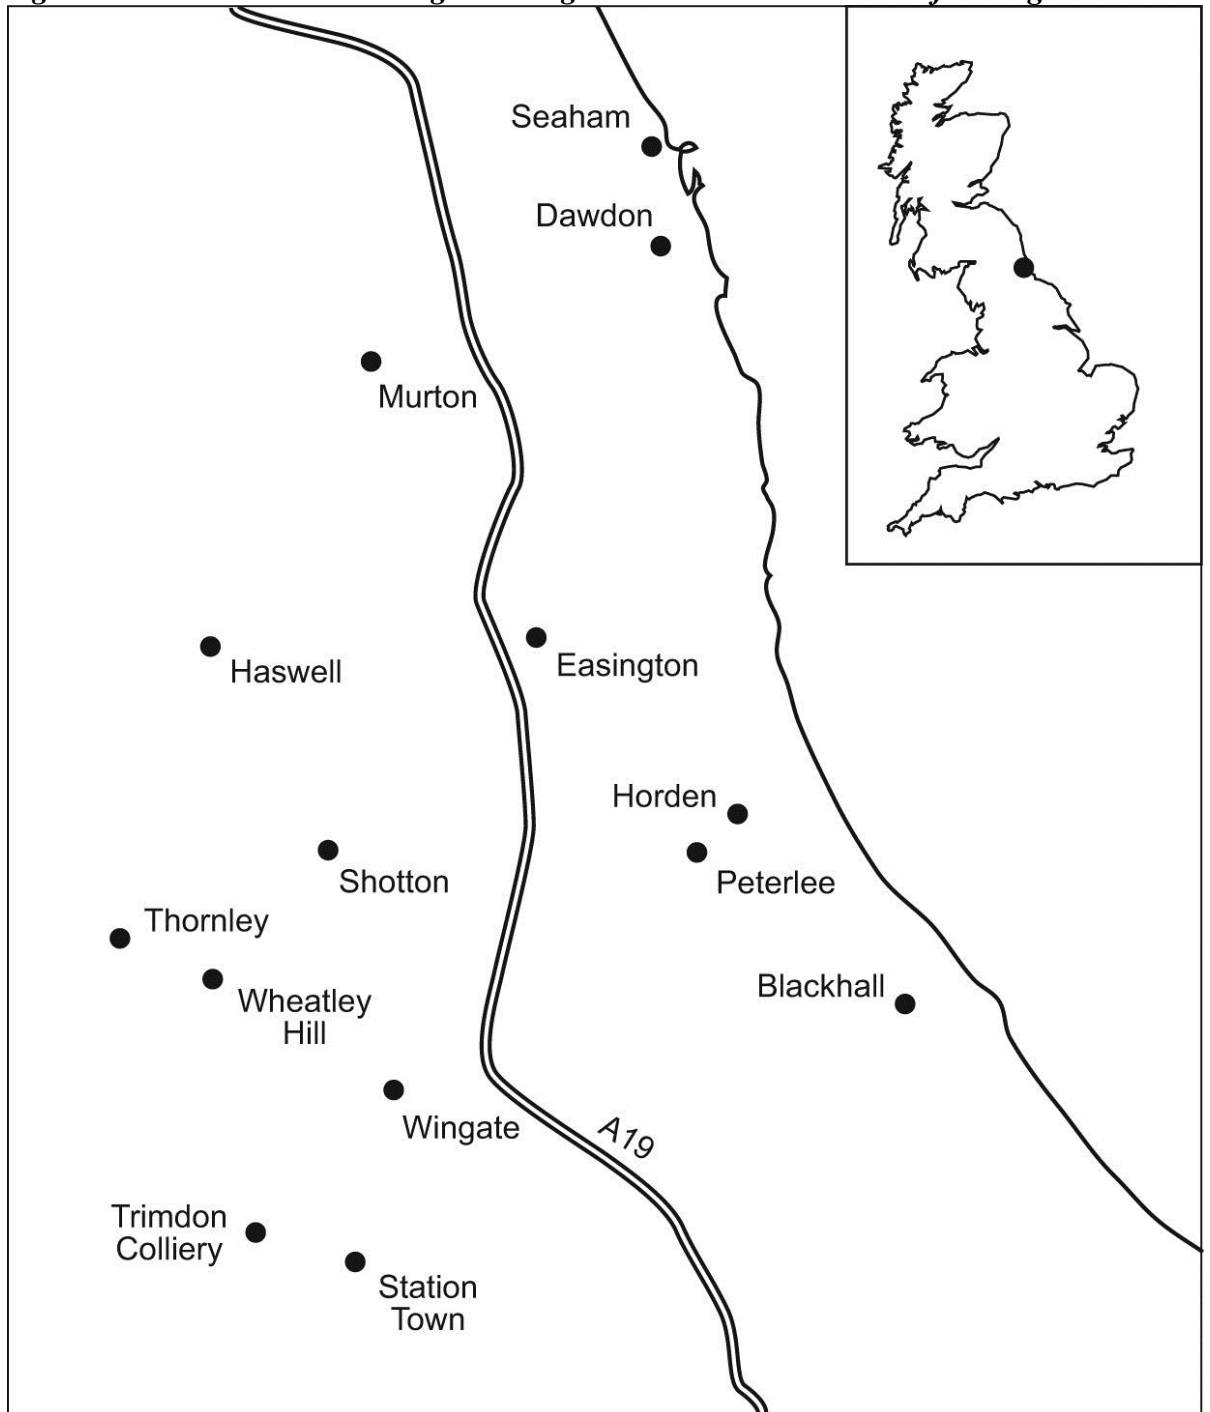 Seaham
Dawdon
Murton
Haswell
Easington
Horden
Peterlee
Shotton
Thornley
Wheatley
Hill
Blackhall
Wingate
A19
Trimdon
Colliery
Station
Town